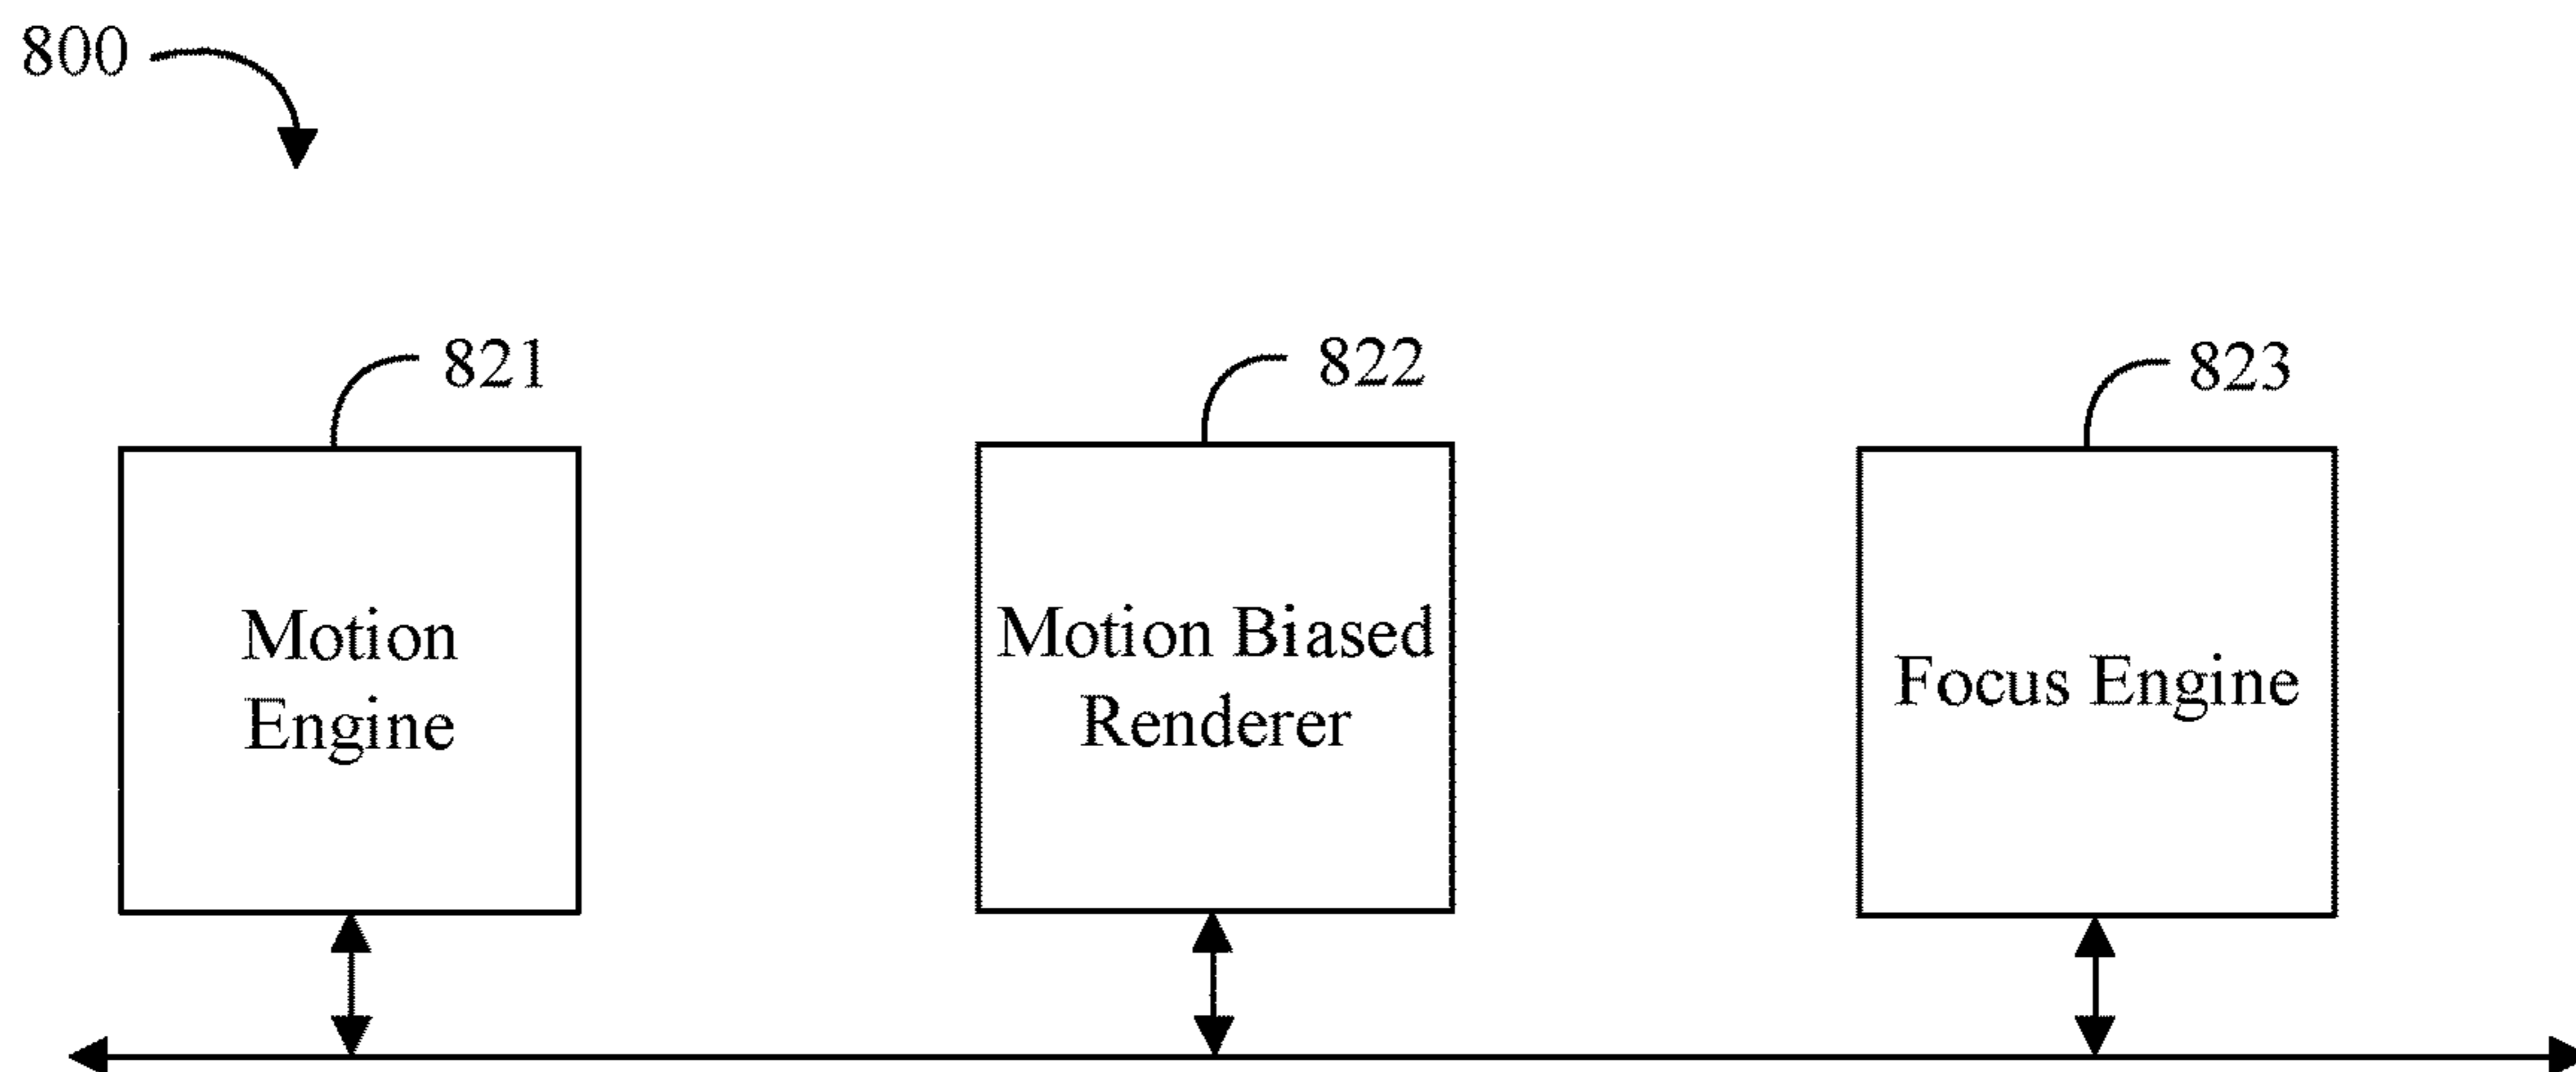 800
821
822
823
Motion
Engine
Motion Biased
Renderer
Focus Engine